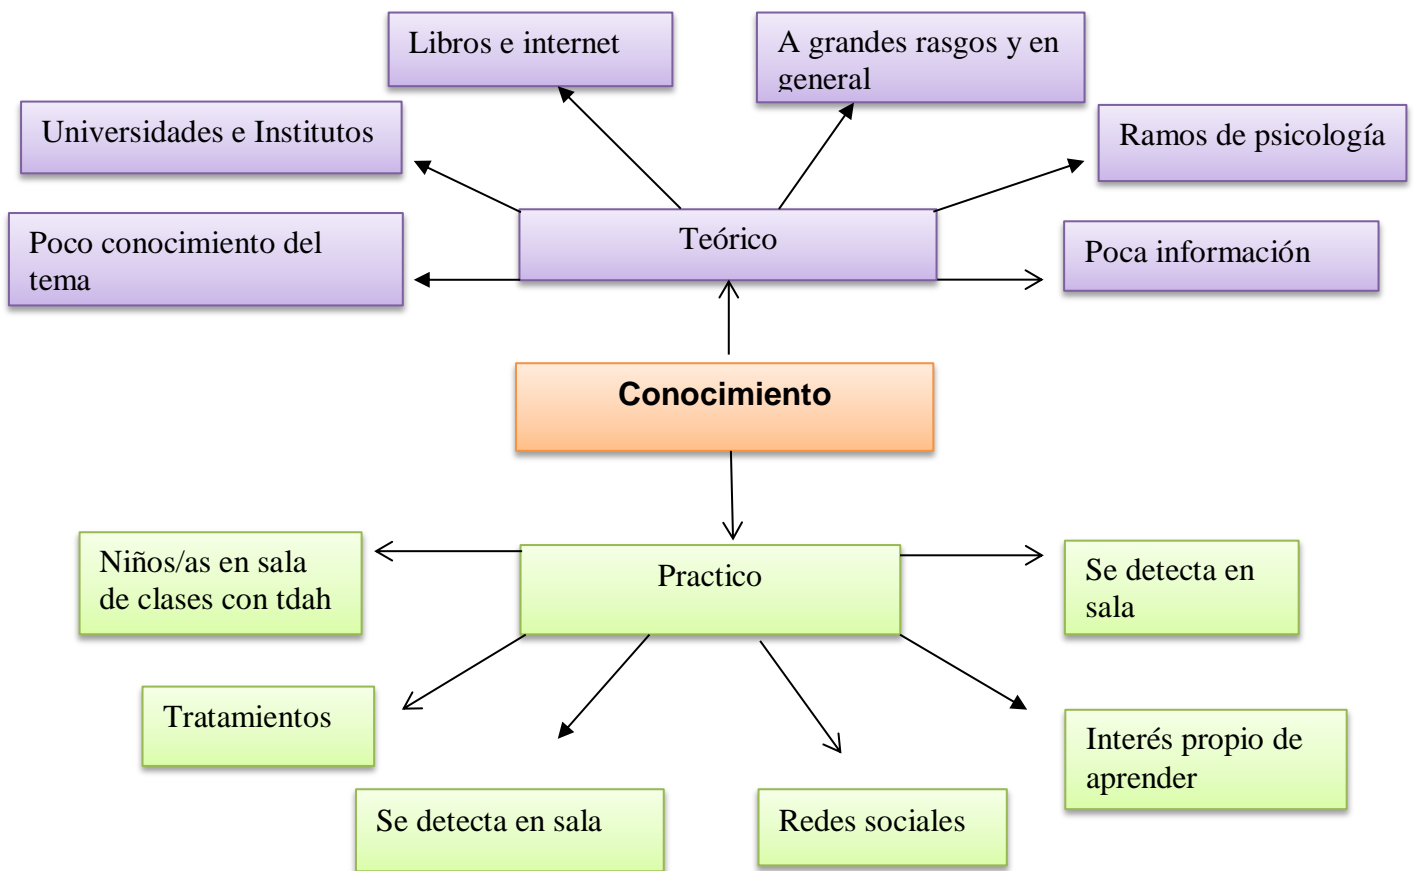 Libros e internet
A grandes rasgos y en
general
Universidades e Institutos
Ramos de psicología
Poco conocimiento del
tema
Teórico
Poca información
Conocimiento
Niños/as en sala
de clases con tdah
Practico
Se detecta en
sala
Tratamientos
Interés propio de
aprender
Se detecta en sala
Redes sociales